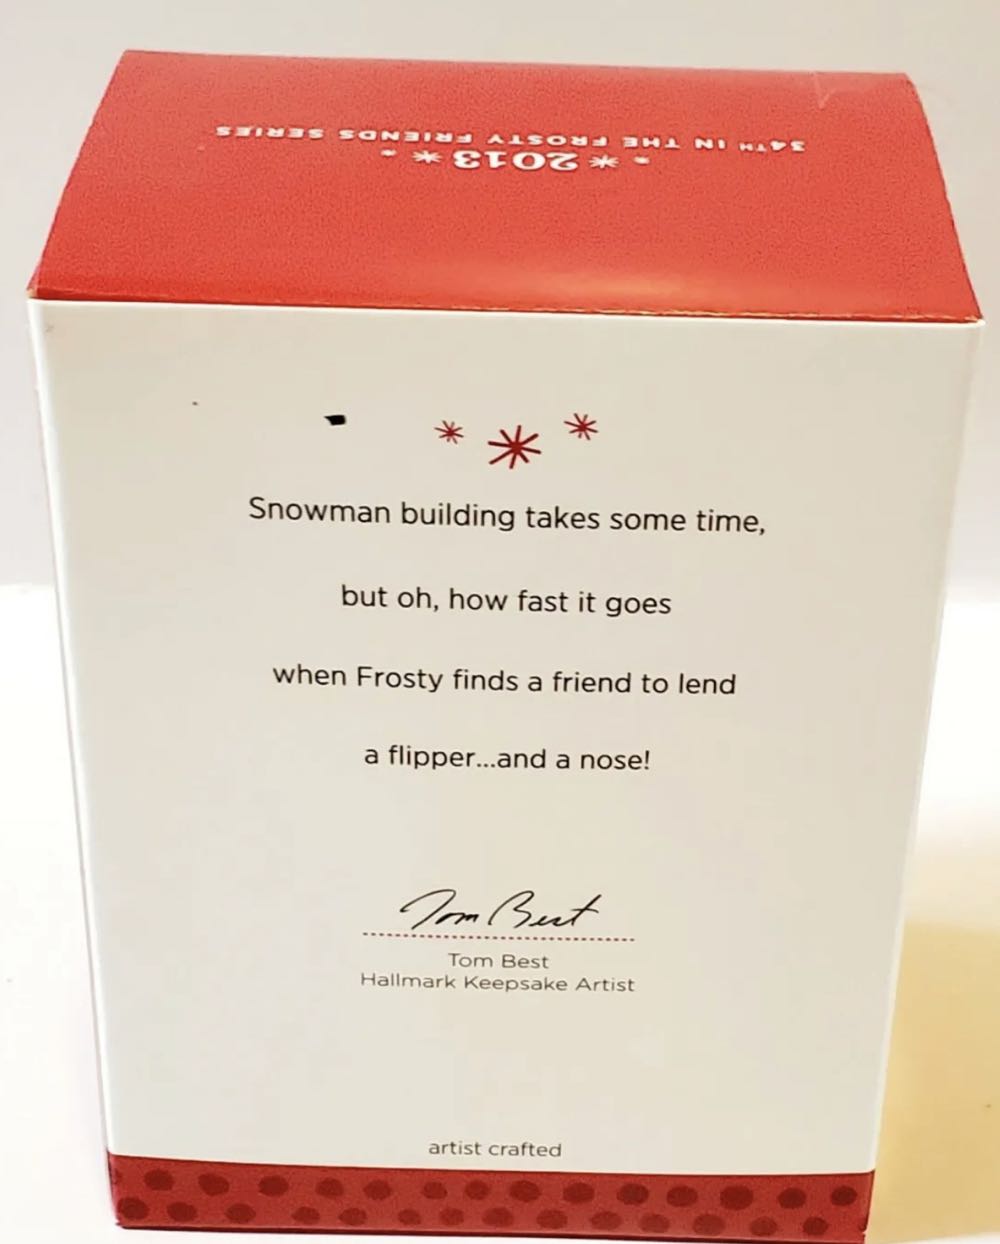 34TH IN THE FROSTY FRIENDS SERIES
2013
Snowman building takes some time,
but oh, how fast it goes
when Frosty finds a friend to lend
a flipper...and a nose!
Tom Best
Tom Best
Hallmark Keepsake Artist
artist crafted